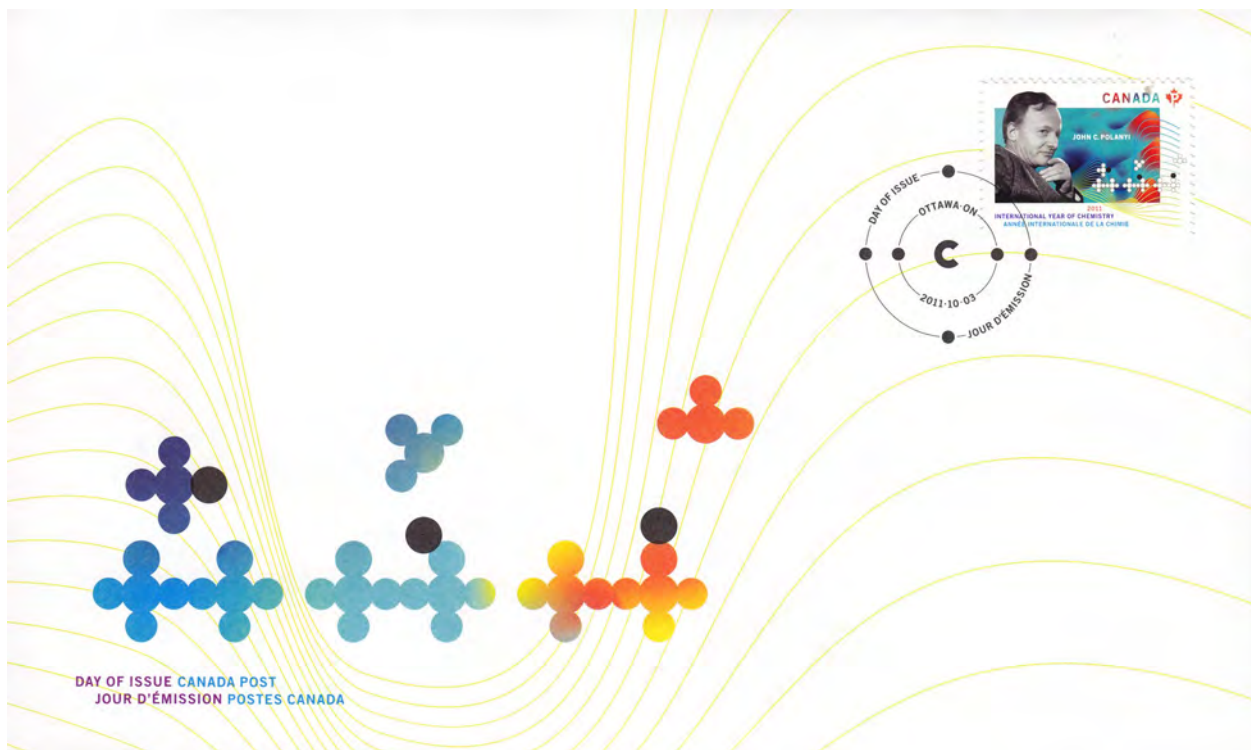 CANADA P
JOHN C. POLANYI
2011
INTERNATIONAL YEAR OF CHEMISTRY
ANNÉE INTERNATIONALE DE LA CHIMIE
DAY OF ISSUE
OTTAWA·ON
C
2011·10·03
JOUR D'ÉMISSION
DAY OF ISSUE CANADA POST
JOUR D'ÉMISSION POSTES CANADA